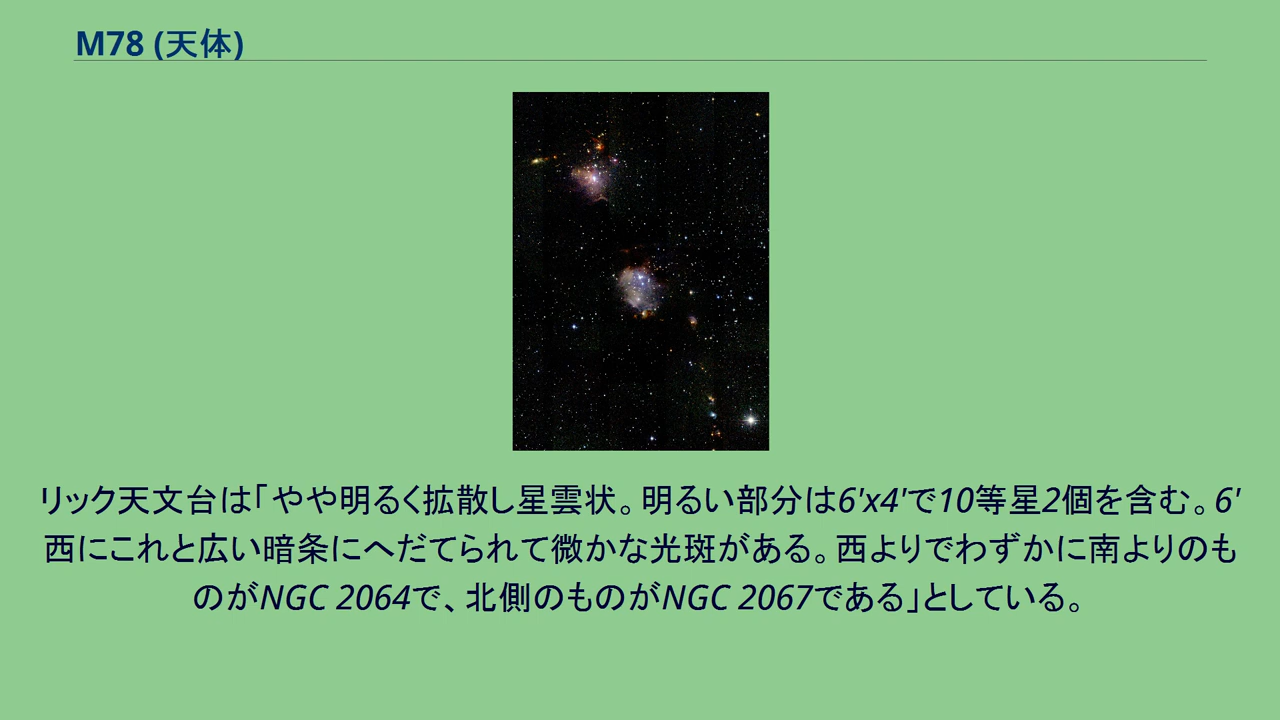 M78 (天体)
リック天文台は「やや明るく拡散し星雲状。明るい部分は6'x4'で10等星2個を含む。6'
西にこれと広い暗条にへだてられて微かな光斑がある。西よりでわずかに南よりのも
のがNGC 2064で、北側のものがNGC 2067である」としている。